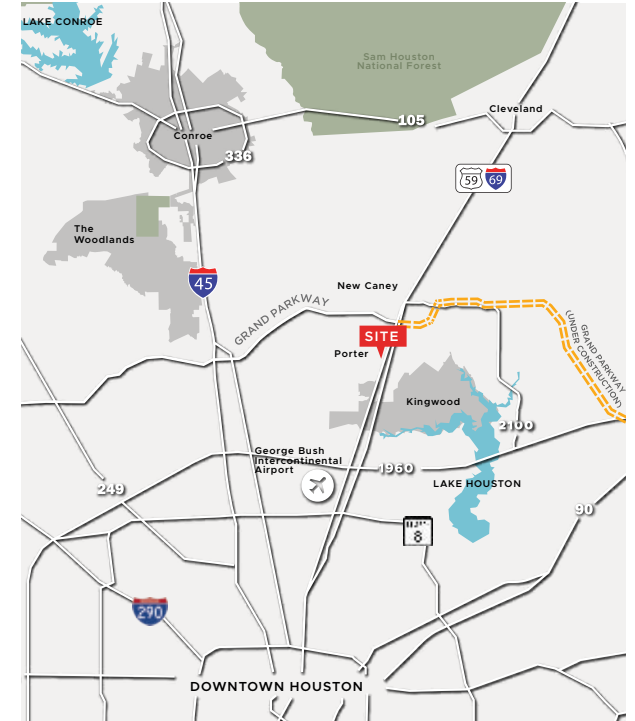 LAKE CONROE
Sam Houston
National Forest
Cleveland
105
Conroe
336
59
69
The
Woodlands
45
New Caney
GRAND PARKWAY
SITE
Porter
GRAND PARKWAY
(UNDER CONSTRUCTION)
Kingwood
2100
George Bush
Intercontinental
Airport
1960
LAKE HOUSTON
249
90
8
290
DOWNTOWN HOUSTON